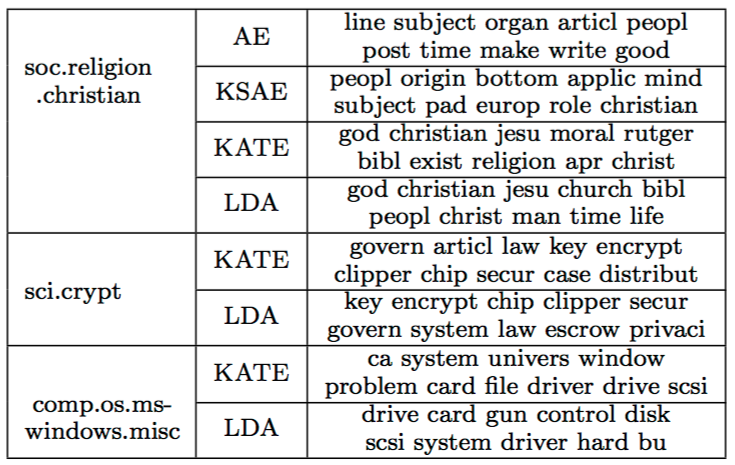 soc.religion
.christian
AE
line subject organ articl peopl
post time make write good
KSAE
peopl origin bottom applic mind
subject pad europ role christian
KATE
god christian jesu moral rutger
bibl exist religion apr christ
LDA
god christian jesu church bibl
peopl christ man time life
sci.crypt
KATE
govern articl law key encrypt
clipper chip secur case distribut
LDA
key encrypt chip clipper secur
govern system law escrow privaci
comp.os.ms-
windows.misc
KATE
ca system univers window
problem card file driver drive scsi
LDA
drive card gun control disk
scsi system driver hard bu